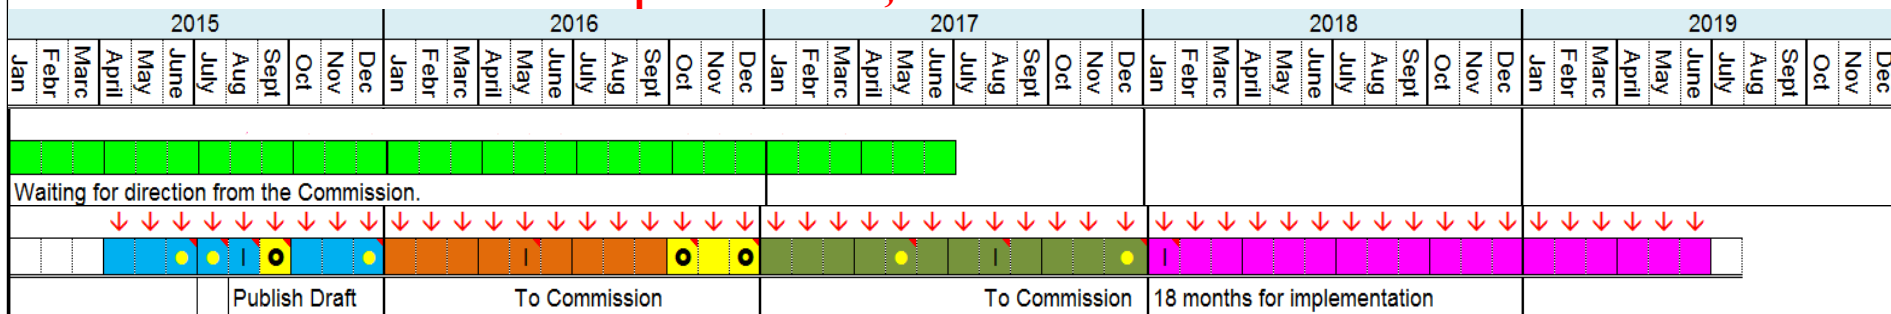 2015 2016 2017 2018 2019
Jan Febr Marc April May June July Aug Sept Oct Nov Dec Jan Febr Marc April May June July Aug Sept Oct Nov Dec Jan Febr Marc April May June July Aug Sept Oct Nov Dec Jan Febr Marc April May June July Aug Sept Oct Nov Dec Jan Febr Marc April May June July Aug Sept Oct Nov Dec
Waiting for direction from the Commission.
I I I I
Publish Draft To Commission To Commission 18 months for implementation